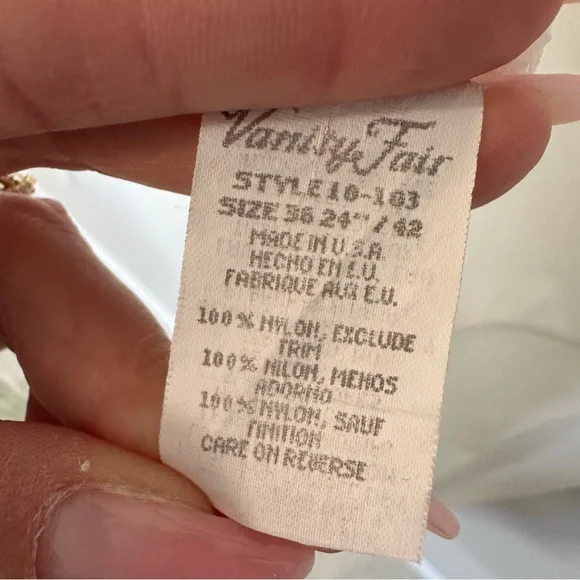 Vanity Fair
STYLE 10-103
SIZE 36 24"/62
MADE IN U.S.A.
HECHO EN E.U.
FABRIQUE AUX E.U.
100% NYLON, EXCLUDE
TRIM
100% NILON, MENOS
ADORNO
100% NYLON, SAUF
FINITION
CARE ON REVERSE